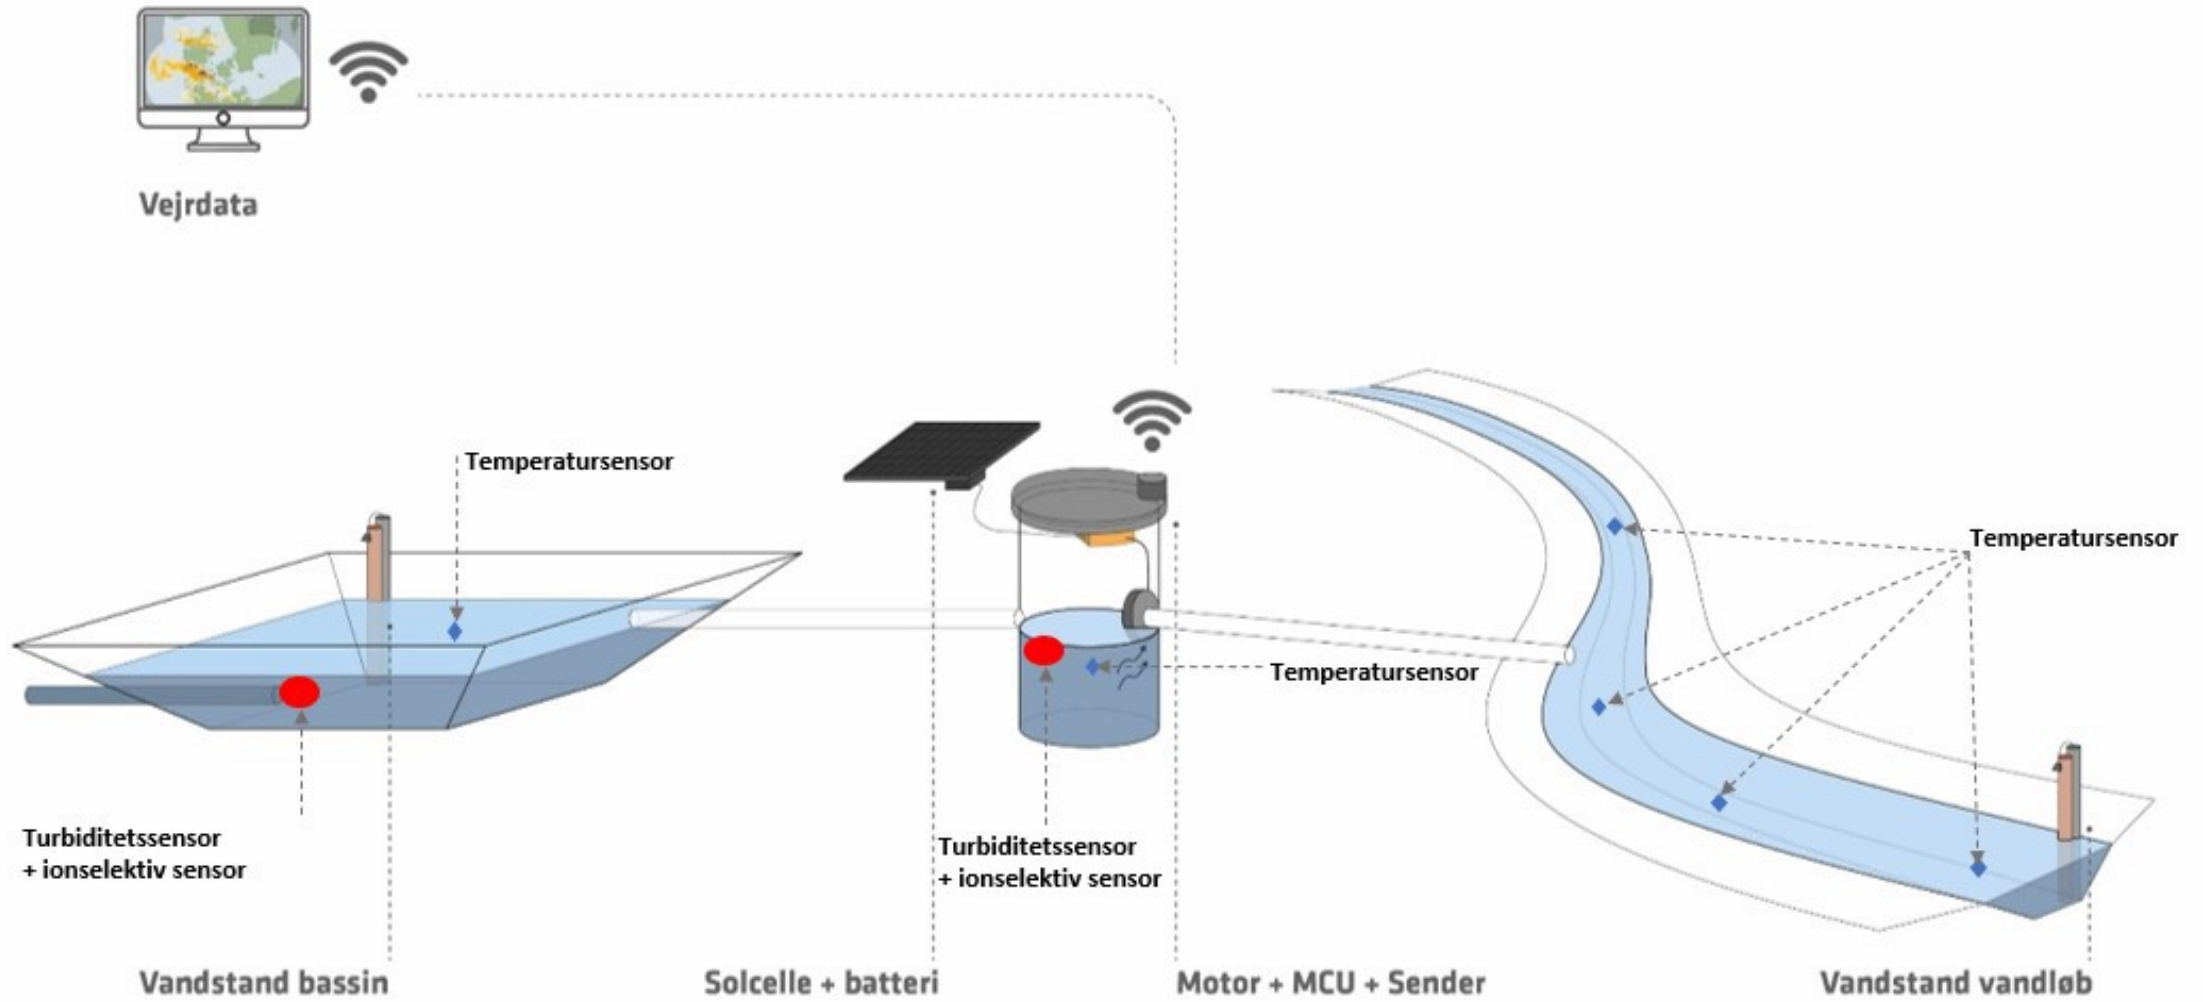 Vejrdata
Temperatursensor
Temperatursensor
Temperatursensor
Turbiditetssensor
+ ionselektiv sensor
Turbiditetssensor
+ ionselektiv sensor
Vandstand bassin
Solcelle + batteri
Motor + MCU + Sender
Vandstand vandløb